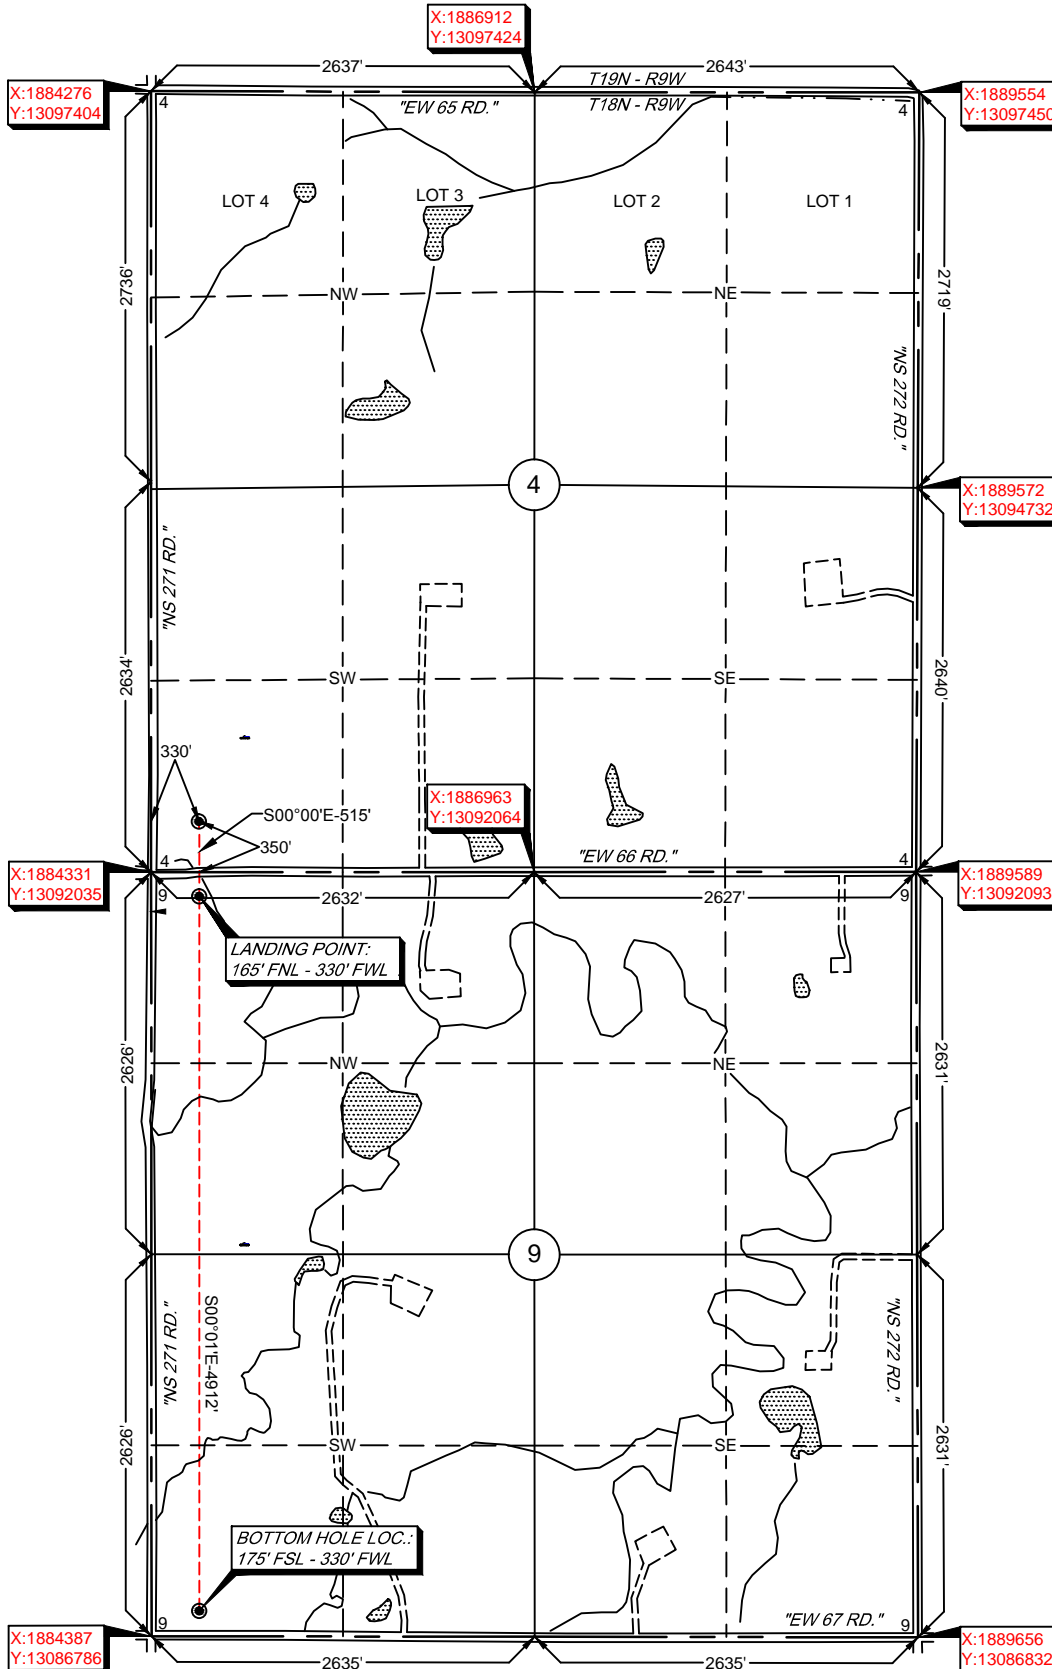 X:1886912
Y:13097424
2637'
2643'
T19N - R9W
T18N - R9W
"EW 65 RD."
X:1884276
Y:13097404
X:1889554
Y:13097450
4
4
LOT 4
LOT 3
LOT 2
LOT 1
2736'
NW
NE
2719'
"NS 272 RD."
4
X:1889572
Y:13094732
"NS 271 RD."
2634'
SW
SE
2640'
330'
S00°00'E-515'
350'
X:1886963
Y:13092064
"EW 66 RD."
4
4
X:1884331
Y:13092035
X:1889589
Y:13092093
9
2632'
2627'
9
LANDING POINT:
165' FNL - 330' FWL
2626'
NW
NE
2631'
9
"NS 271 RD."
S00°01'E-4912'
"NS 272 RD."
2626'
SW
SE
2631'
BOTTOM HOLE LOC.:
175' FSL - 330' FWL
"EW 67 RD."
9
9
X:1884387
Y:13086786
X:1889656
Y:13086832
2635'
2635'